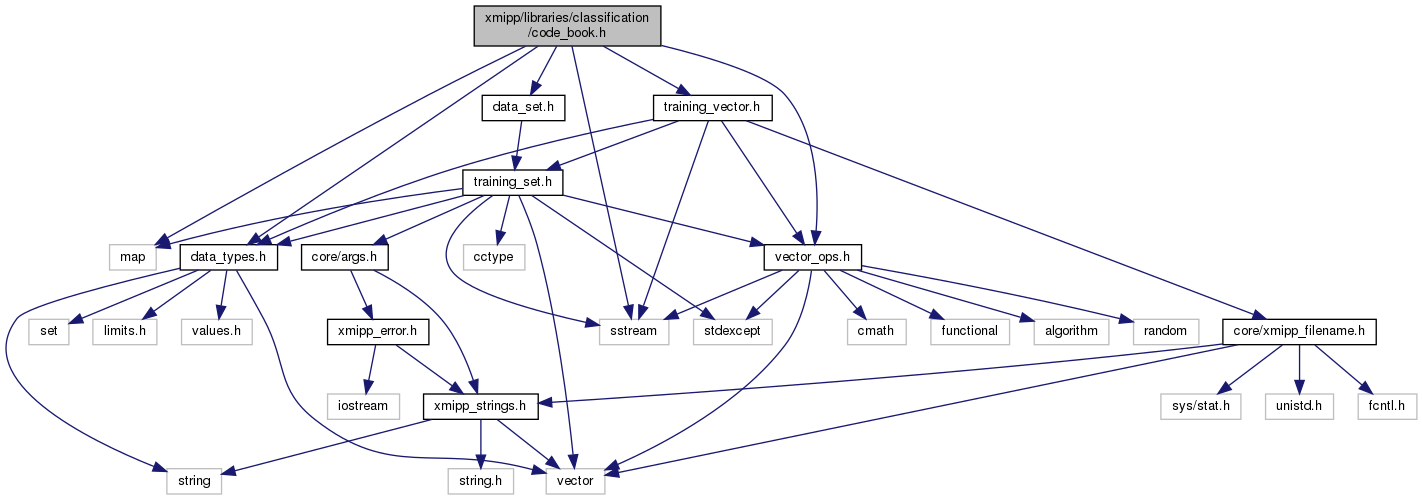 xmipp/libraries/classification
/code_book.h
data_set.h
training_vector.h
training_set.h
map
data_types.h
core/args.h
cctype
vector_ops.h
set
limits.h
values.h
xmipp_error.h
sstream
stdexcept
cmath
functional
algorithm
random
core/xmipp_filename.h
iostream
xmipp_strings.h
sys/stat.h
unistd.h
fcntl.h
string
string.h
vector